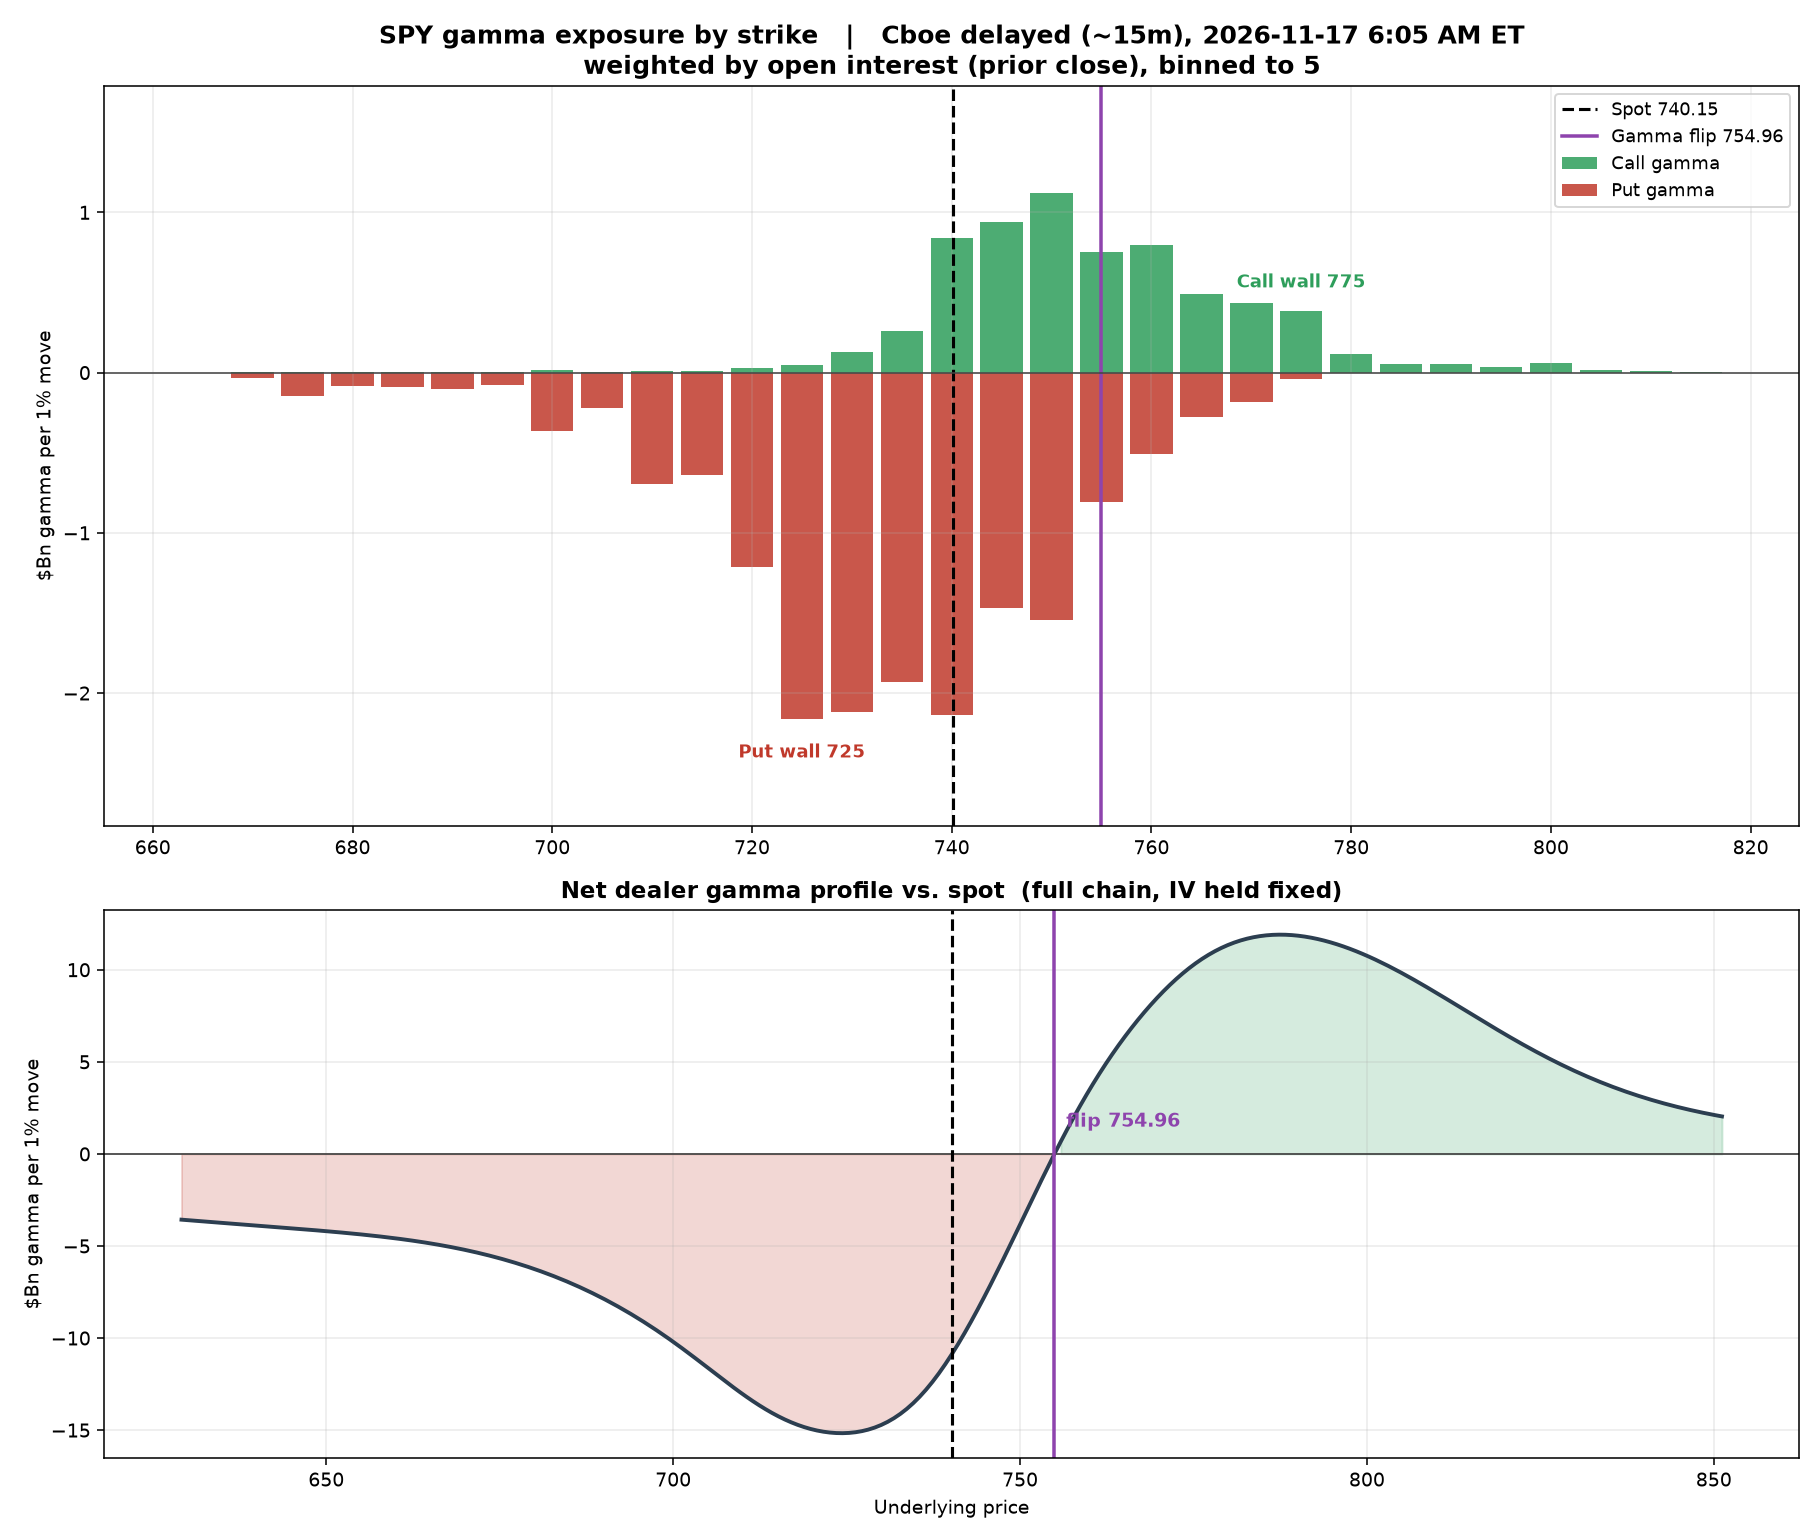 SPY gamma exposure by strike   |   Cboe delayed (~15m), 2026-11-17 6:05 AM ET
weighted by open interest (prior close), binned to 5
Spot 740.15
Gamma flip 754.96
Call gamma
Put gamma
Call wall 775
Put wall 725
$Bn gamma per 1% move
1
0
−1
−2
660 680 700 720 740 760 780 800 820
Net dealer gamma profile vs. spot  (full chain, IV held fixed)
flip 754.96
$Bn gamma per 1% move
10
5
0
−5
−10
−15
650 700 750 800 850
Underlying price